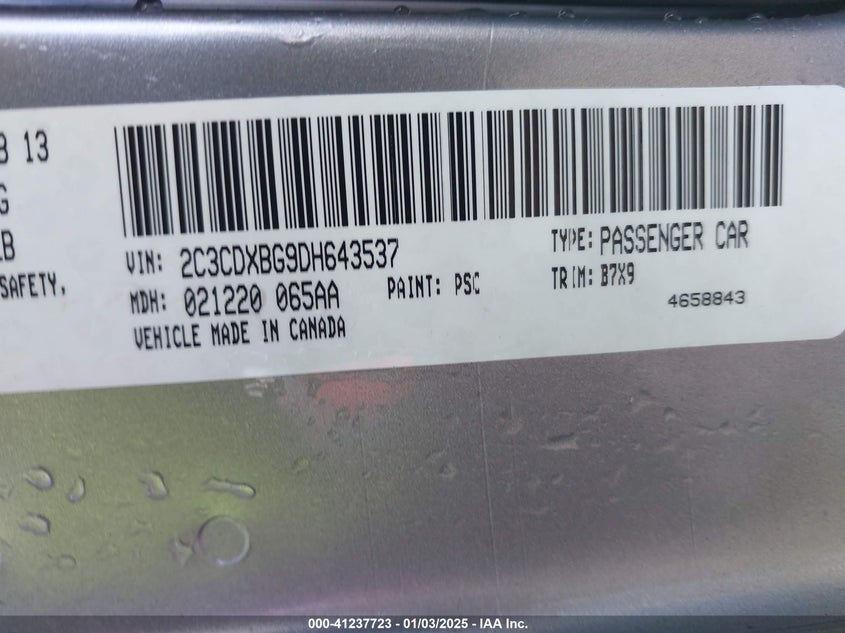 B 13
G
LB
SAFETY,
VIN: 2C3CDXBG9DH643537
TYPE: PASSENGER CAR
MDH: 021220 065AA
PAINT: PSC
TRIM: B7X9
VEHICLE MADE IN CANADA
4658843
000-41237723 - 01/03/2025 - IAA Inc.